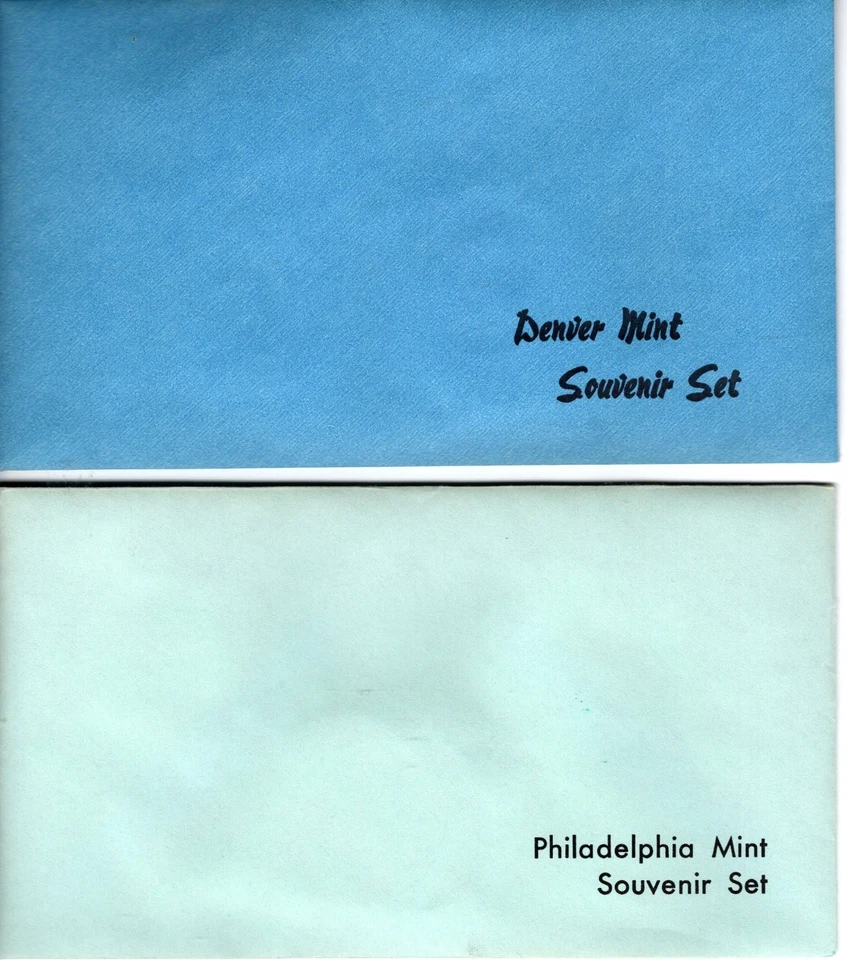 Denver Mint
Souvenir Set
Philadelphia Mint
Souvenir Set